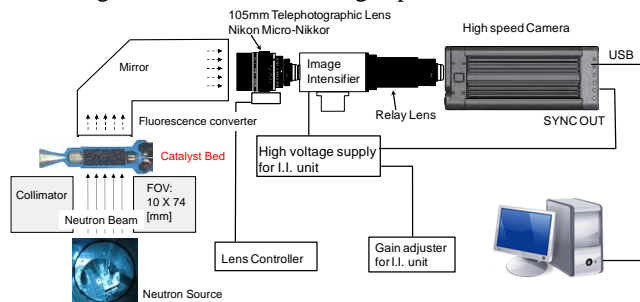 105mm Telephotographic Lens
Nikon Micro-Nikkor
High speed Camera
Mirror
Image
Intensifier
USB
Relay Lens
SYNC OUT
Fluorescence converter
Catalyst Bed
High voltage supply
for I.I. unit
Collimator
FOV:
10 X 74
[mm]
Neutron Beam
Lens Controller
Gain adjuster
for I.I. unit
Neutron Source